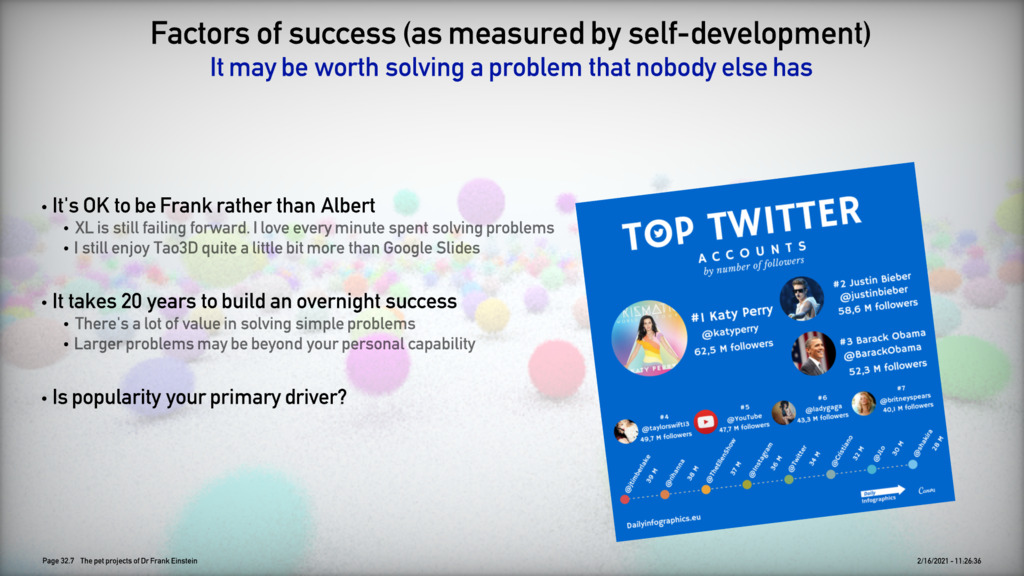 Factors of success (as measured by self-development)
It may be worth solving a problem that nobody else has
• It's OK to be Frank rather than Albert
• XL is still failing forward. I love every minute spent solving problems
• I still enjoy Tao3D quite a little bit more than Google Slides
• It takes 20 years to build an overnight success
• There's a lot of value in solving simple problems
• Larger problems may be beyond your personal capability
• Is popularity your primary driver?
TOP TWITTER
ACCOUNTS
by number of followers
#1 Katy Perry
@katyperry
62,5 M followers
#2 Justin Bieber
@justinbieber
58,6 M followers
#3 Barack Obama
@BarackObama
52,3 M followers
#4
@taylorswift13
49,7 M followers
#5
@YouTube
47,7 M followers
#6
@ladygaga
43,3 M followers
#7
@britneyspears
40,1 M followers
@jtimberlake 39 M
@rihanna 38 M
@TheEllenShow 37 M
@Instagram 36 M
@Twitter 34 M
@Cristiano 32 M
@JLo 30 M
@shakira 28 M
Dailyinfographics.eu
Daily
Infographics
Canva
KATY PERRY
Page 32.7 The pet projects of Dr Frank Einstein
2/16/2021 - 11:26:36